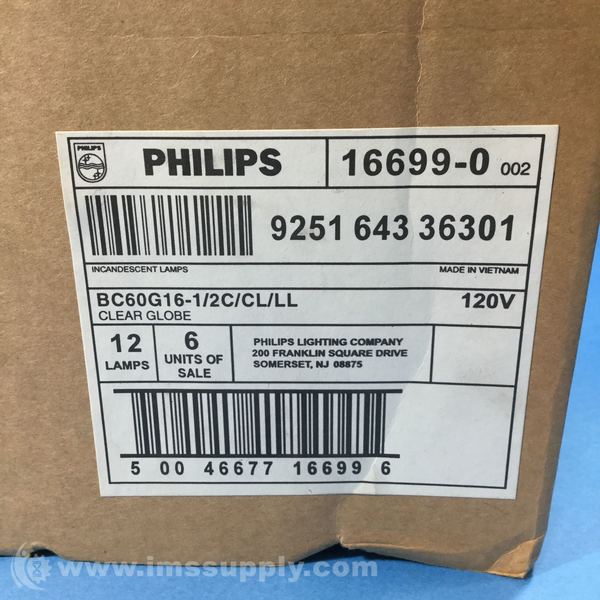 PHILIPS
PHILIPS
16699-0 002
9251 643 36301
INCANDESCENT LAMPS
MADE IN VIETNAM
BC60G16-1/2C/CL/LL
120V
CLEAR GLOBE
12
LAMPS
6
UNITS OF
SALE
PHILIPS LIGHTING COMPANY
200 FRANKLIN SQUARE DRIVE
SOMERSET, NJ 08875
5 00 46677 16699 6
www.imssupply.com